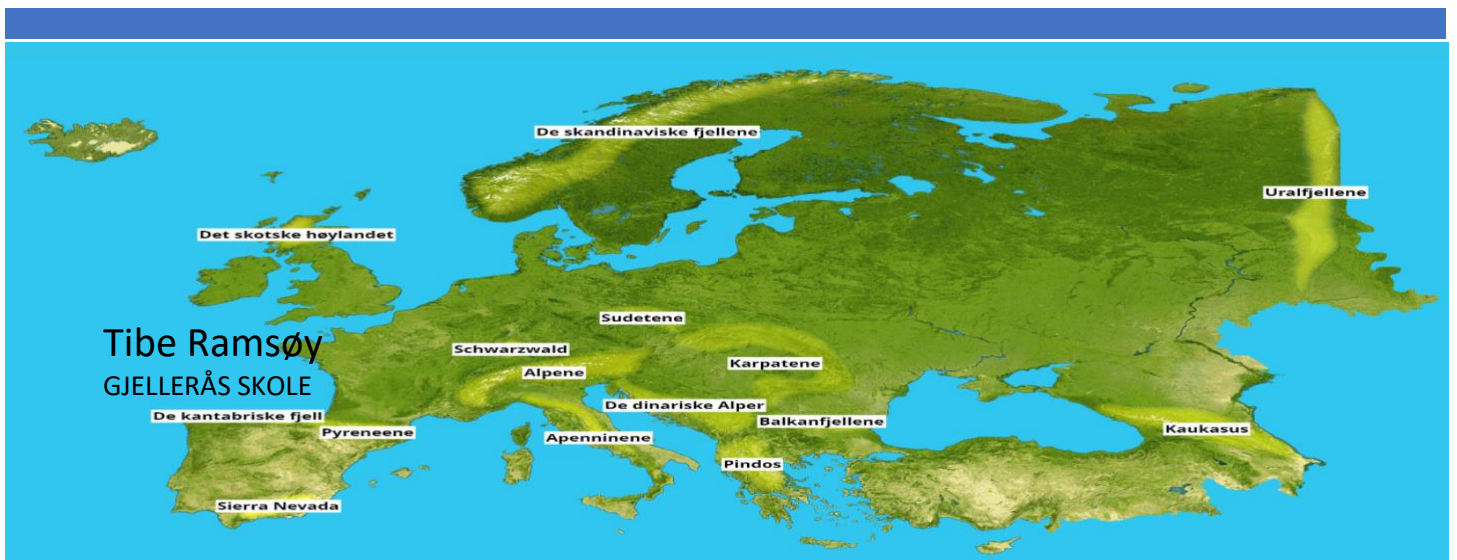 De skandinaviske fjellene
Uralfjellene
Det skotske høylandet
Sudetene
Tibe Ramsøy
GJELLERÅS SKOLE
Schwarzwald
Karpatene
Alpene
De dinariske Alper
De kantabriske fjell
Balkanfjellene
Pyreneene
Kaukasus
Apenninene
Pindos
Sierra Nevada